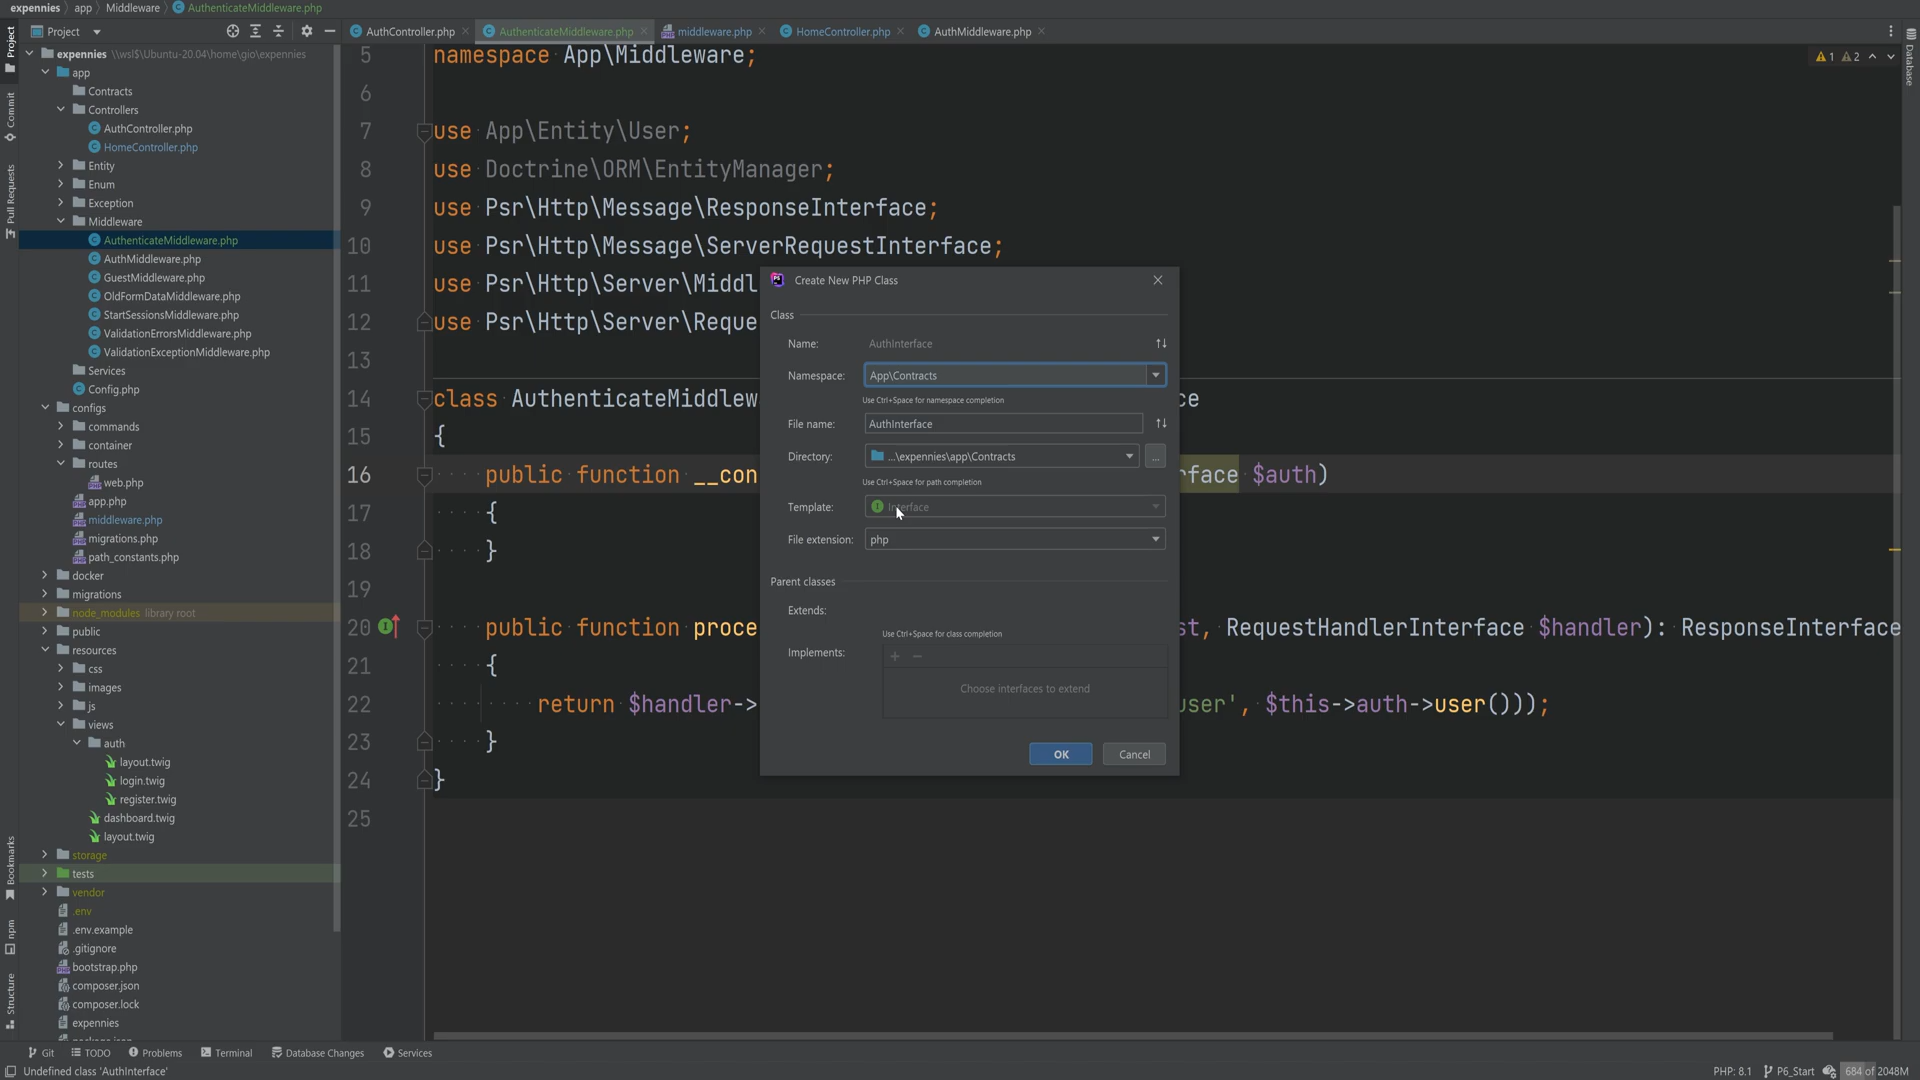 expennies › app › Middleware › AuthenticateMiddleware.php
Project
AuthController.php
AuthenticateMiddleware.php
middleware.php
HomeController.php
AuthMiddleware.php
Project
Commit
Pull Requests
Bookmarks
npm
Structure
Database
expennies \\wsl$\Ubuntu-20.04\home\gio\expennies
app
Contracts
Controllers
AuthController.php
HomeController.php
Entity
Enum
Exception
Middleware
AuthenticateMiddleware.php
AuthMiddleware.php
GuestMiddleware.php
OldFormDataMiddleware.php
StartSessionsMiddleware.php
ValidationErrorsMiddleware.php
ValidationExceptionMiddleware.php
Services
Config.php
configs
commands
container
routes
web.php
app.php
middleware.php
migrations.php
path_constants.php
docker
migrations
node_modules library root
public
resources
css
images
js
views
auth
layout.twig
login.twig
register.twig
dashboard.twig
layout.twig
storage
tests
vendor
.env
.env.example
.gitignore
bootstrap.php
composer.json
composer.lock
expennies
1 2
5 namespace App\Middleware;
6
7 use App\Entity\User;
8 use Doctrine\ORM\EntityManager;
9 use Psr\Http\Message\ResponseInterface;
10 use Psr\Http\Message\ServerRequestInterface;
11 use Psr\Http\Server\Middl
12 use Psr\Http\Server\Reque
13
14 class AuthenticateMiddlew ce
15 {
16 public function __con rface $auth)
17 {
18 }
19
20 public function proce st, RequestHandlerInterface $handler): ResponseInterface
21 {
22 return $handler-> user', $this->auth->user()));
23 }
24 }
25
Create New PHP Class
Class
Name: AuthInterface
Namespace: App\Contracts
Use Ctrl+Space for namespace completion
File name: AuthInterface
Directory: ...\expennies\app\Contracts
...
Use Ctrl+Space for path completion
Template: Interface
File extension: php
Parent classes
Extends:
Use Ctrl+Space for class completion
Implements:
Choose interfaces to extend
OK Cancel
Git TODO Problems Terminal Database Changes Services
Undefined class 'AuthInterface'
PHP: 8.1 P6_Start 684 of 2048M